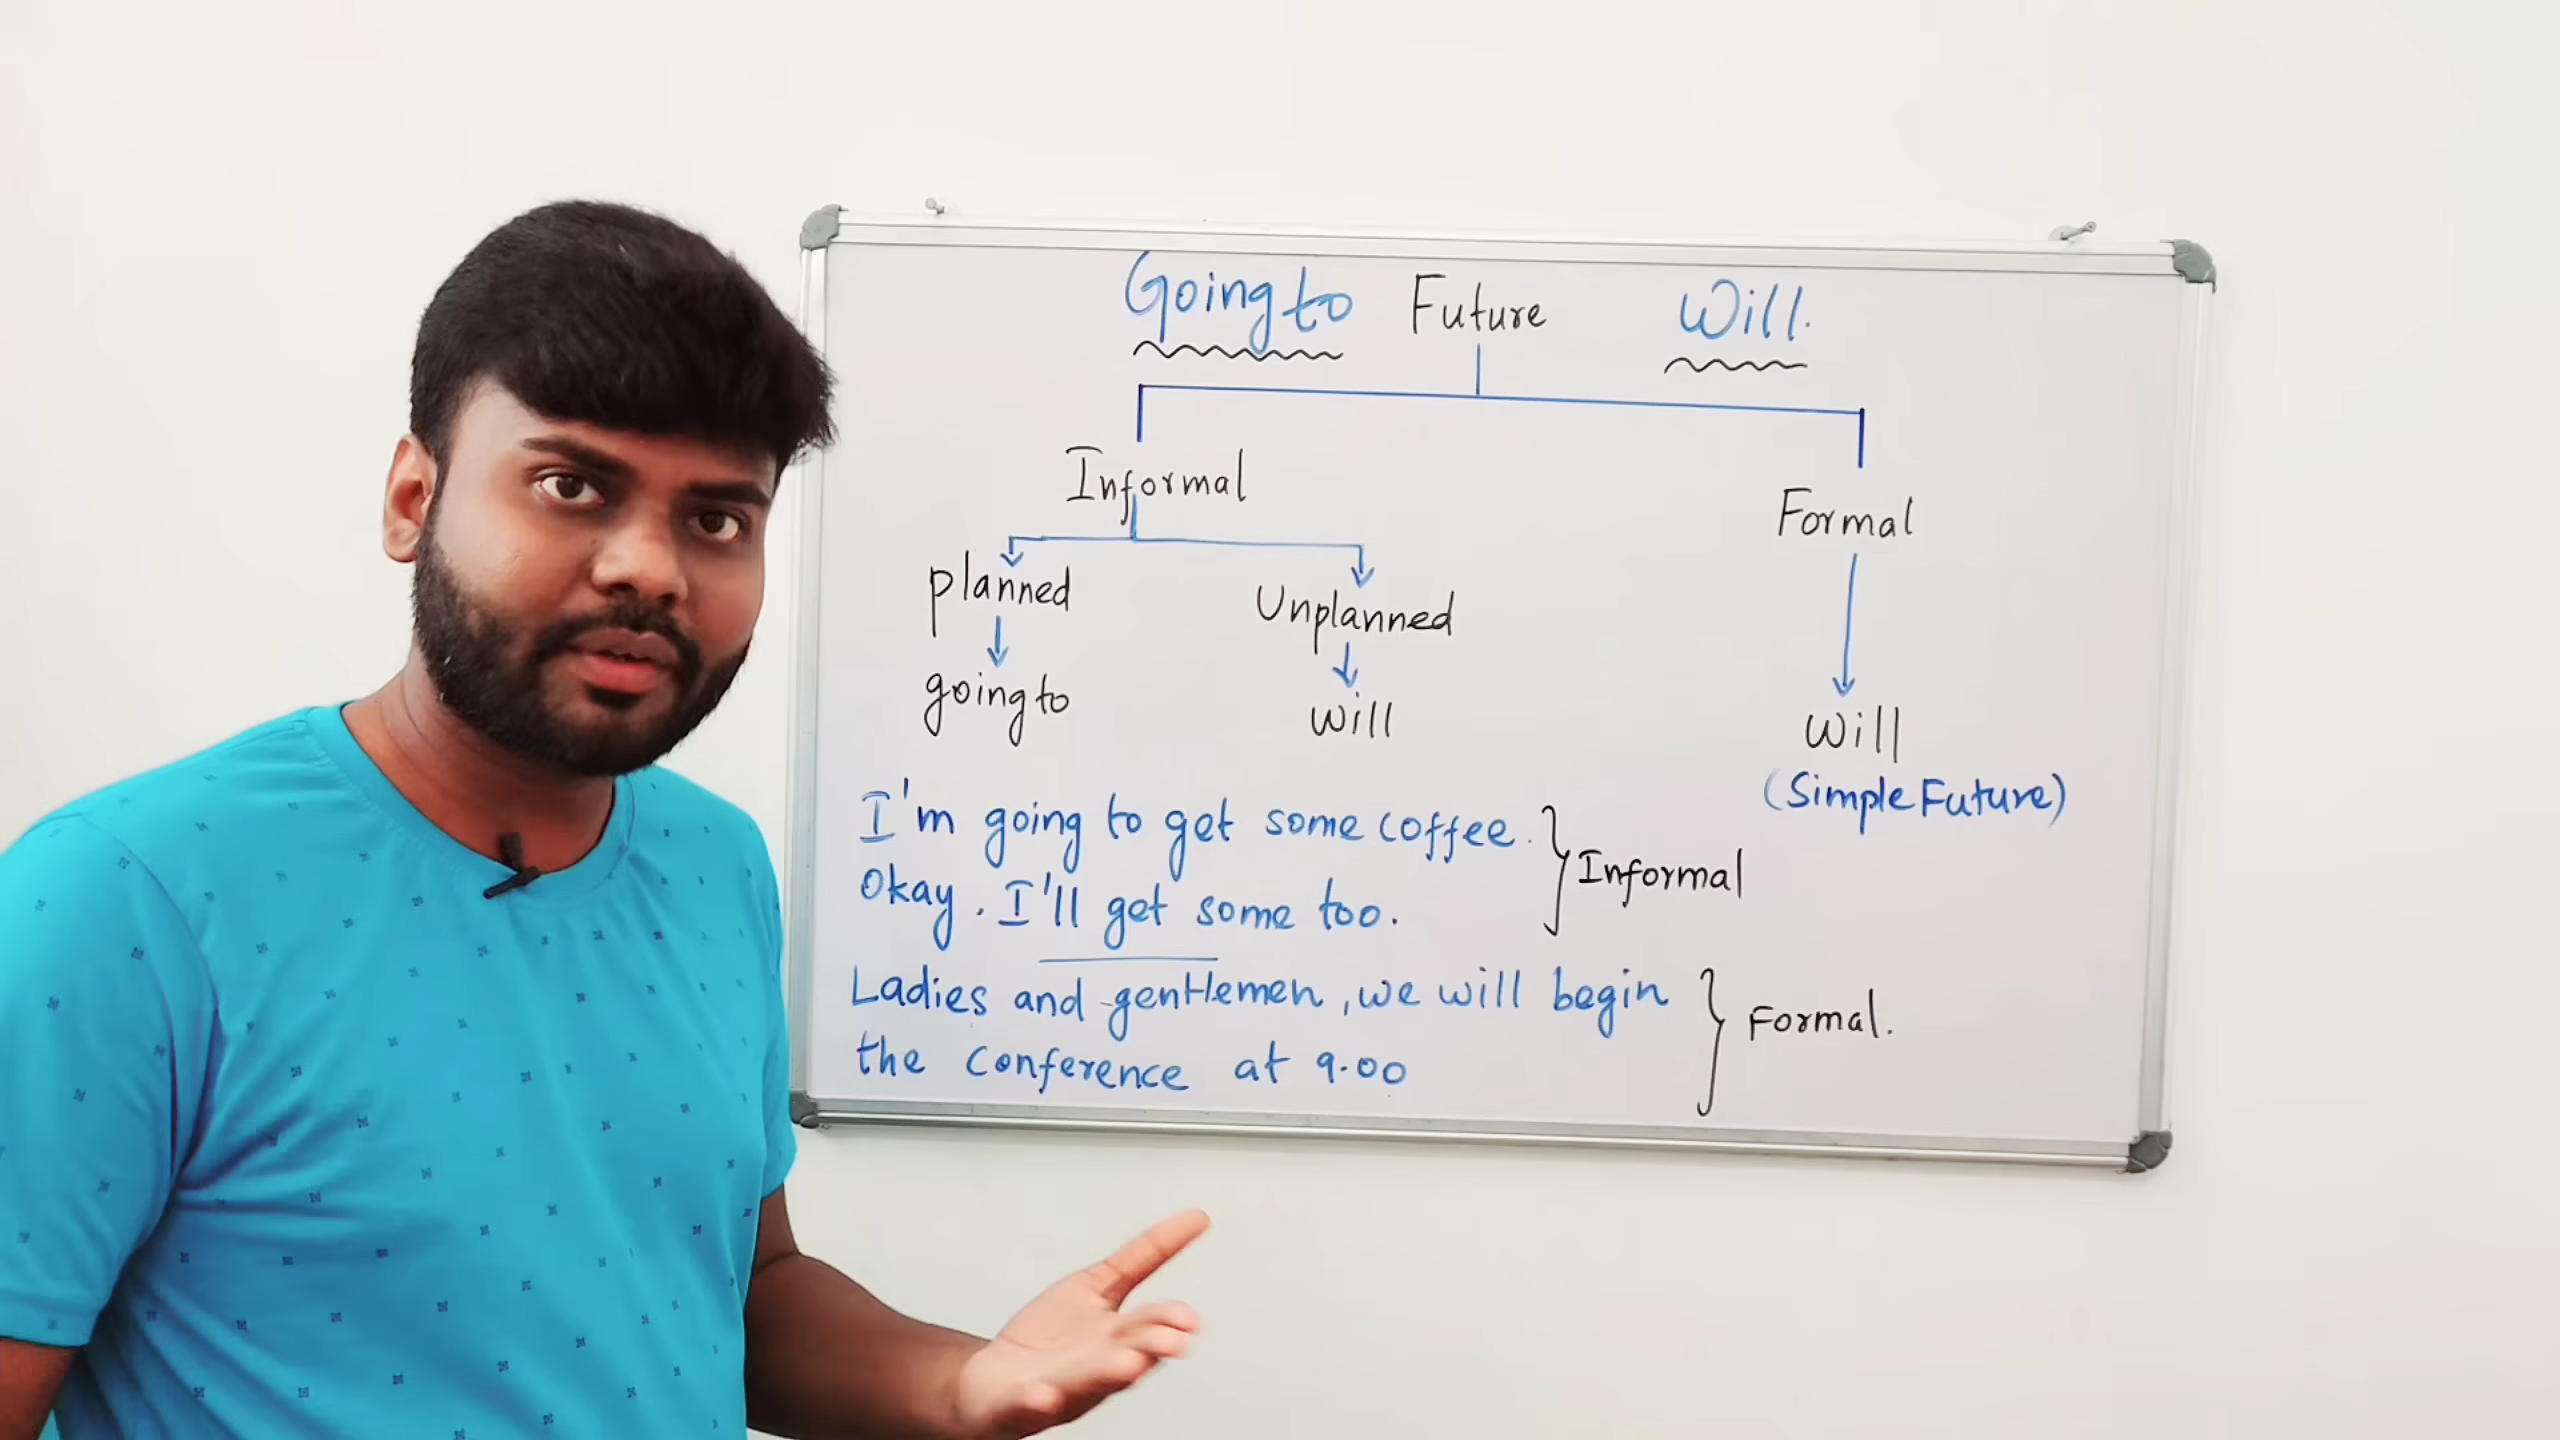 Going to Future Will.
Informal
Formal
planned
Unplanned
going to
will
Will
(Simple Future)
I'm going to get some coffee.
Okay. I'll get some too.
Informal
Ladies and gentlemen, we will begin
the conference at 9.00
Formal.